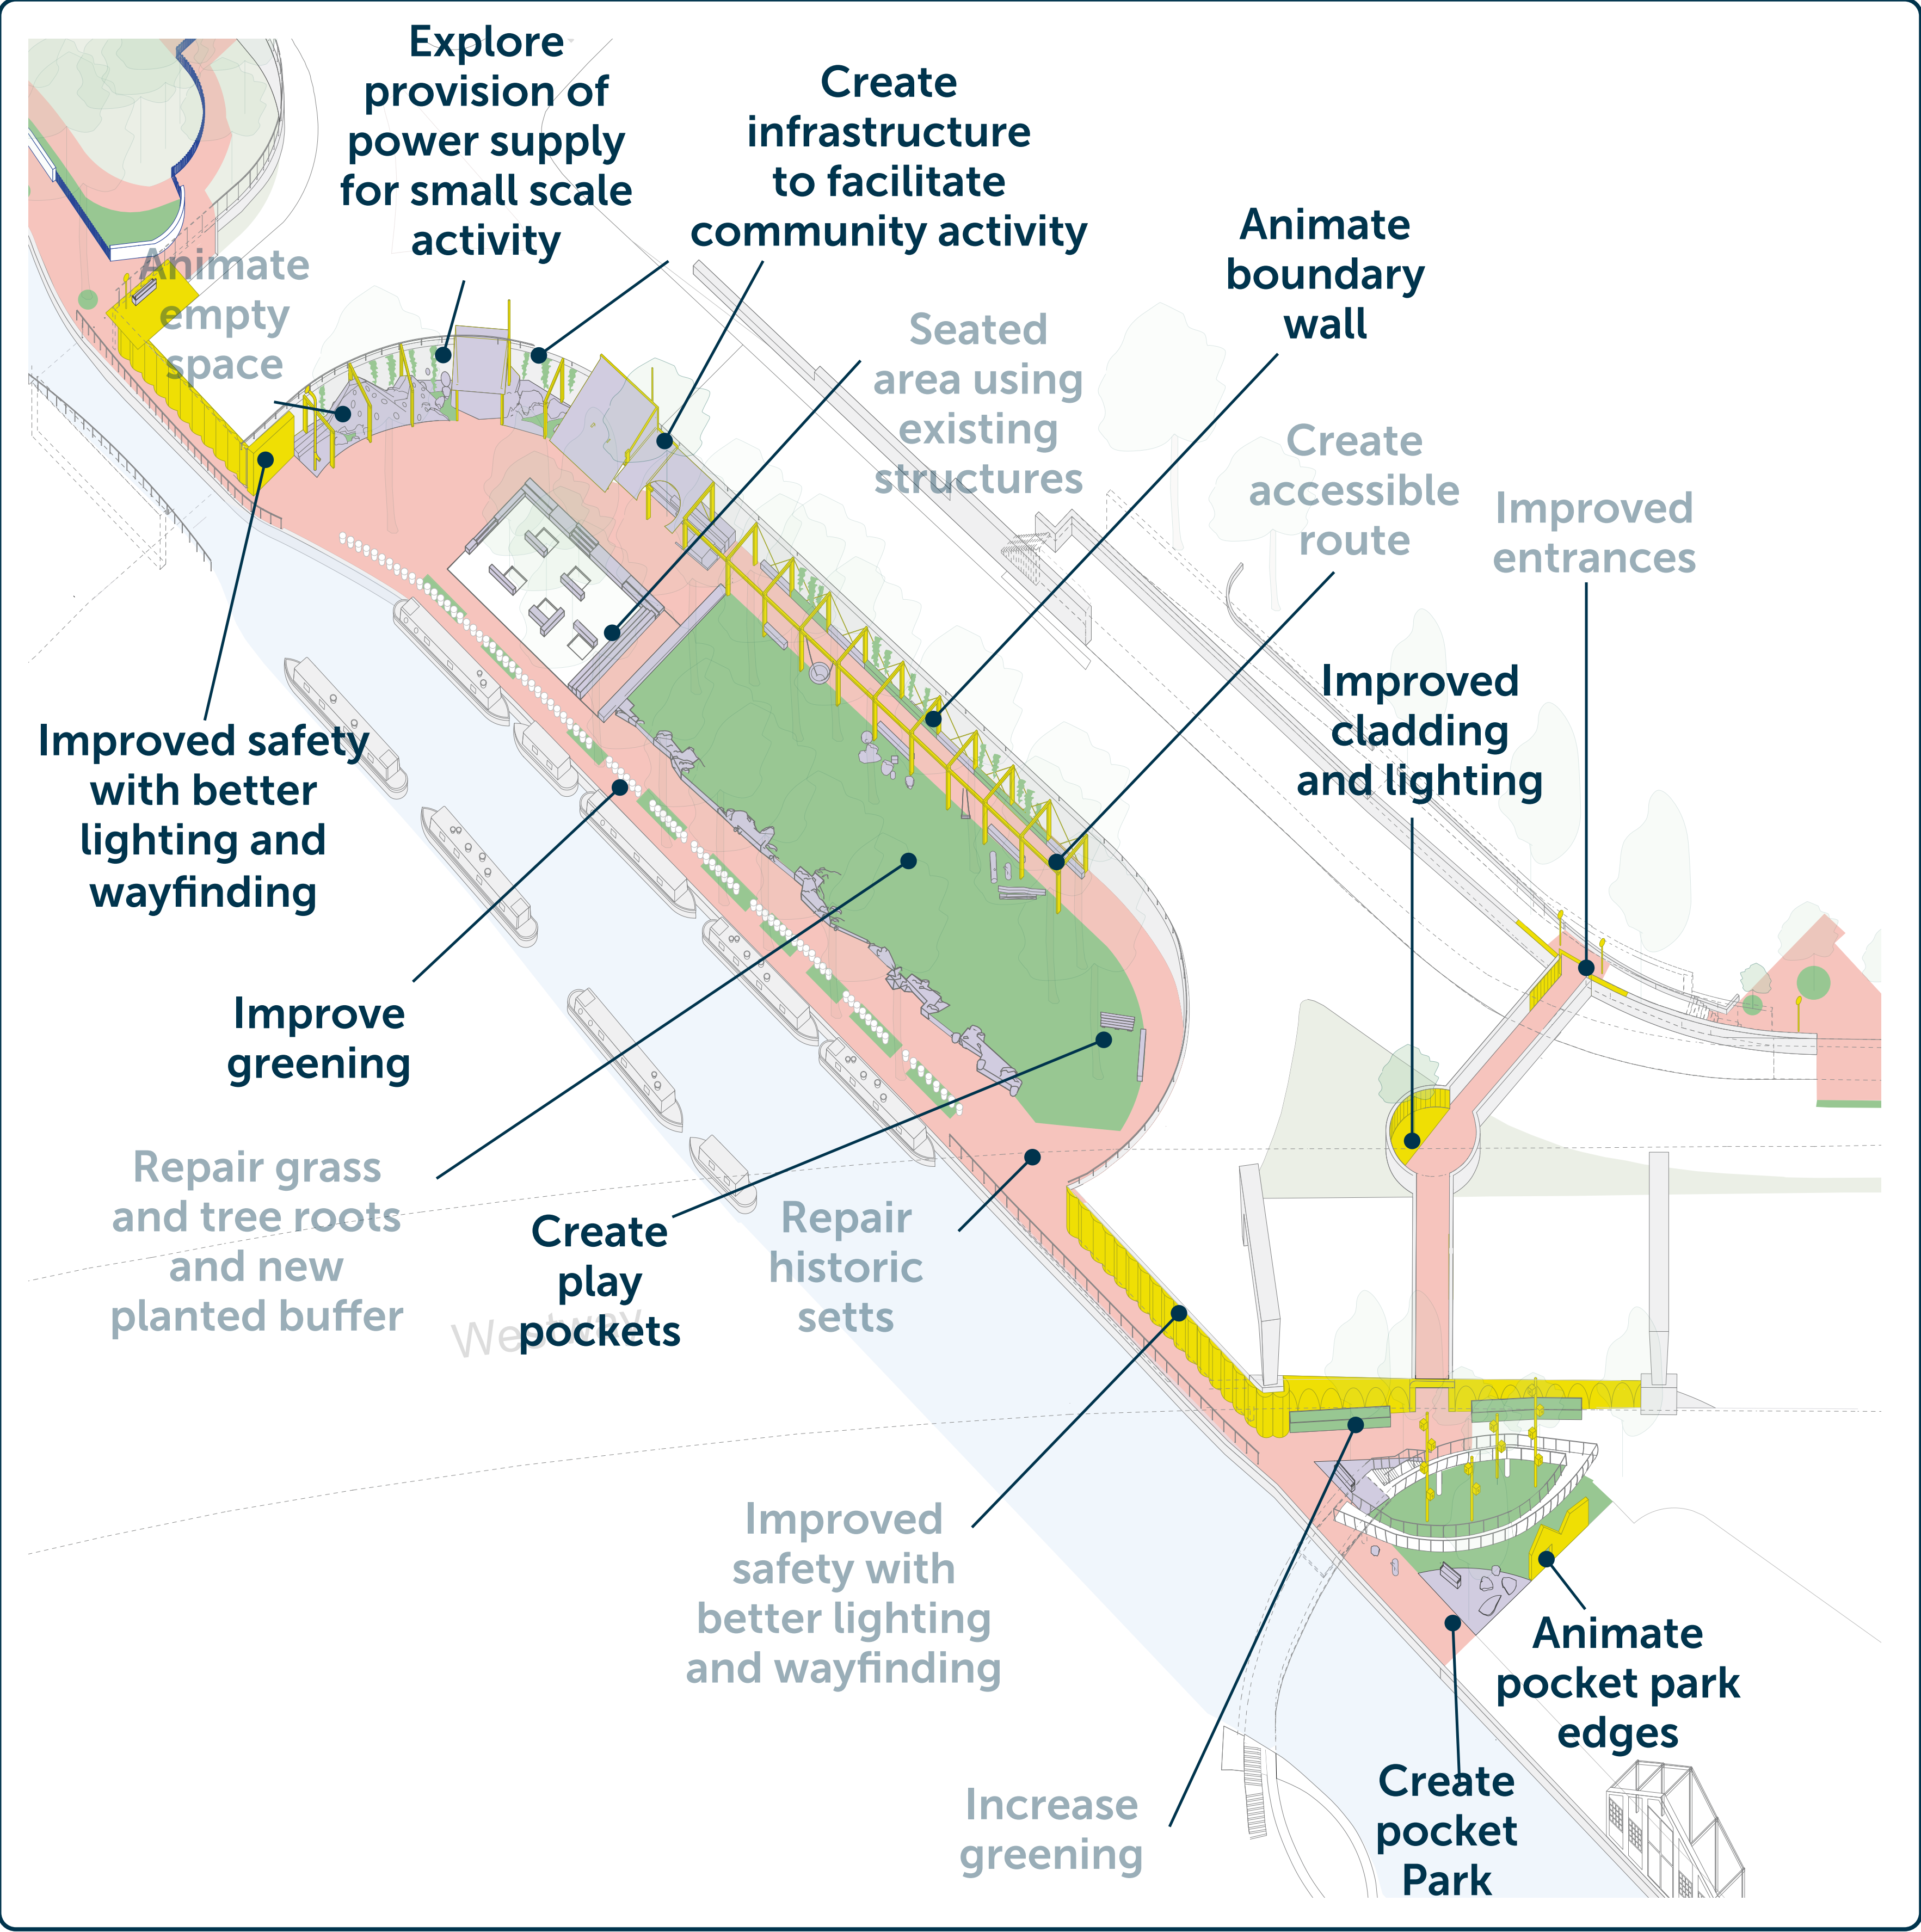 Explore
provision of
power supply
for small scale
activity
Create
infrastructure
to facilitate
community activity
Animate
boundary
wall
Animate
empty
space
Seated
area using
existing
structures
Create
accessible
route
Improved
entrances
Improved
cladding
and lighting
Improved safety
with better
lighting and
wayfinding
Improve
greening
Repair grass
and tree roots
and new
planted buffer
Create
play
pockets
Repair
historic
setts
Westway
Improved
safety with
better lighting
and wayfinding
Animate
pocket park
edges
Increase
greening
Create
pocket
Park